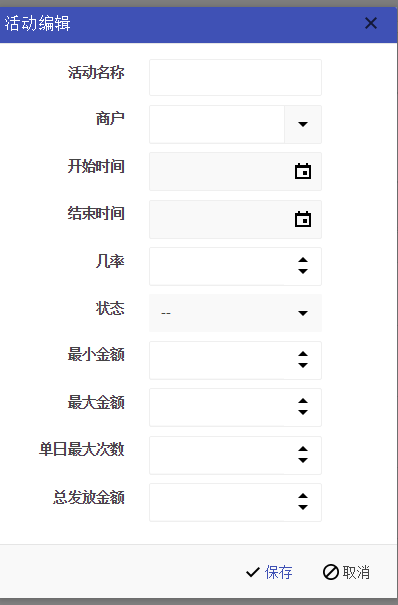 活动编辑
活动名称
商户
开始时间
结束时间
几率
状态 --
最小金额
最大金额
单日最大次数
总发放金额
保存 取消